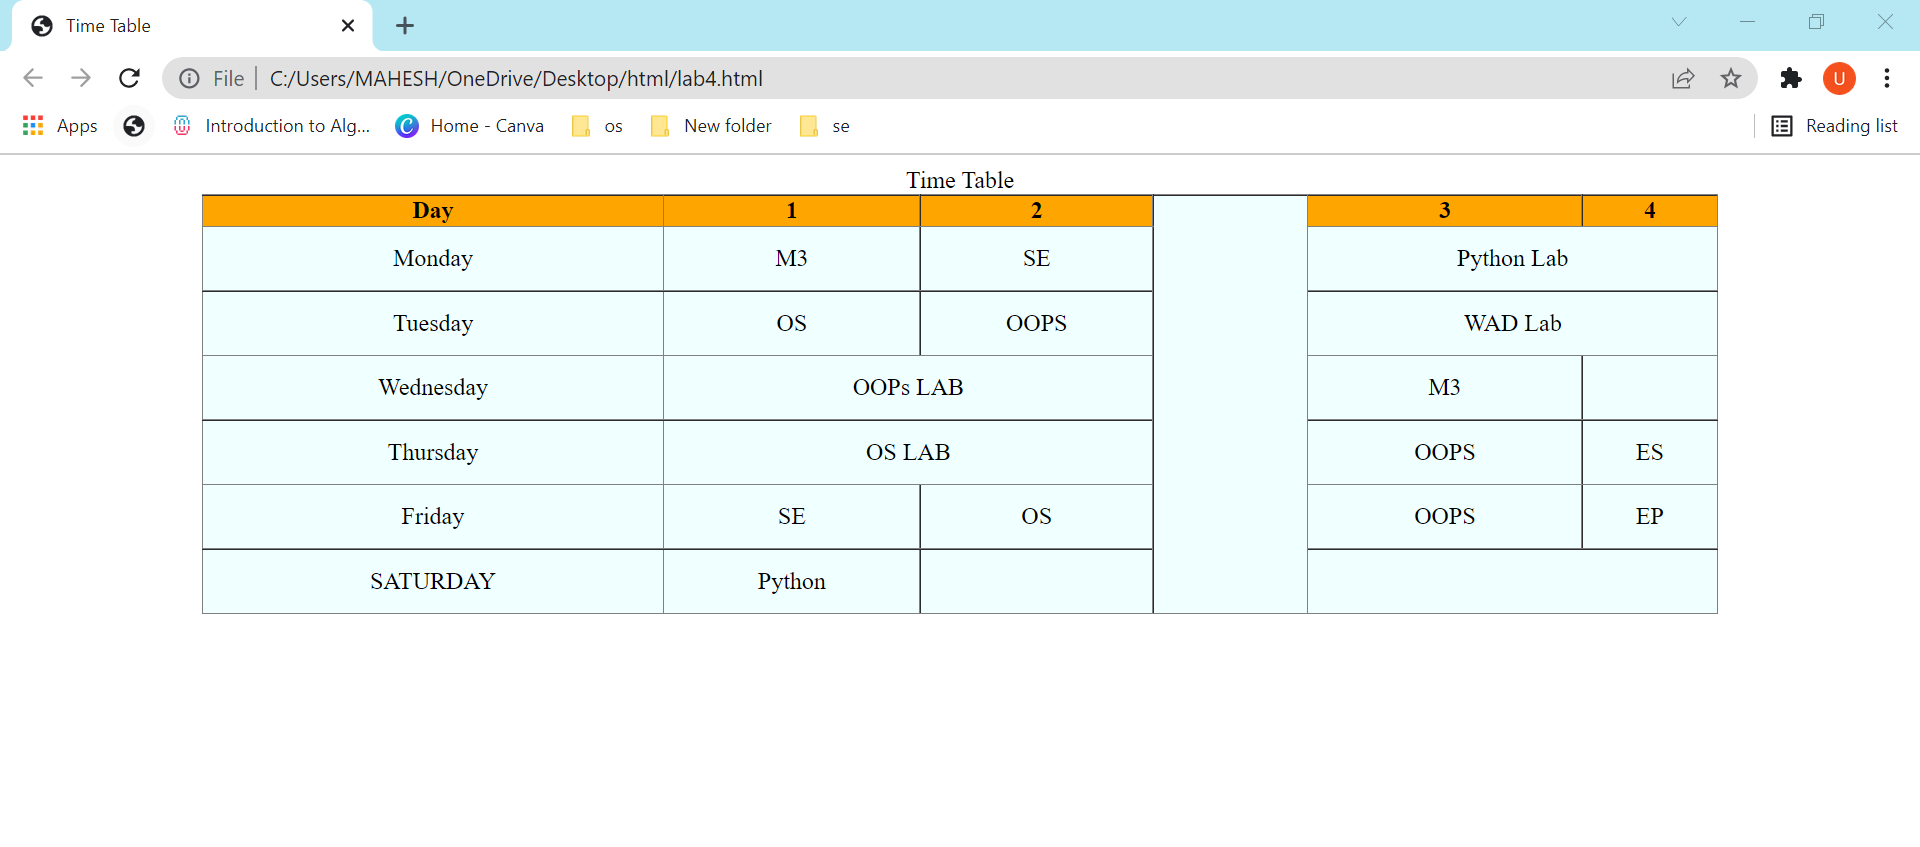 Time Table
File C:/Users/MAHESH/OneDrive/Desktop/html/lab4.html U
Apps Introduction to Alg... C Home - Canva os New folder se Reading list
Time Table
Day 1 2 3 4
Monday M3 SE Python Lab
Tuesday OS OOPS WAD Lab
Wednesday OOPs LAB M3
Thursday OS LAB OOPS ES
Friday SE OS OOPS EP
SATURDAY Python